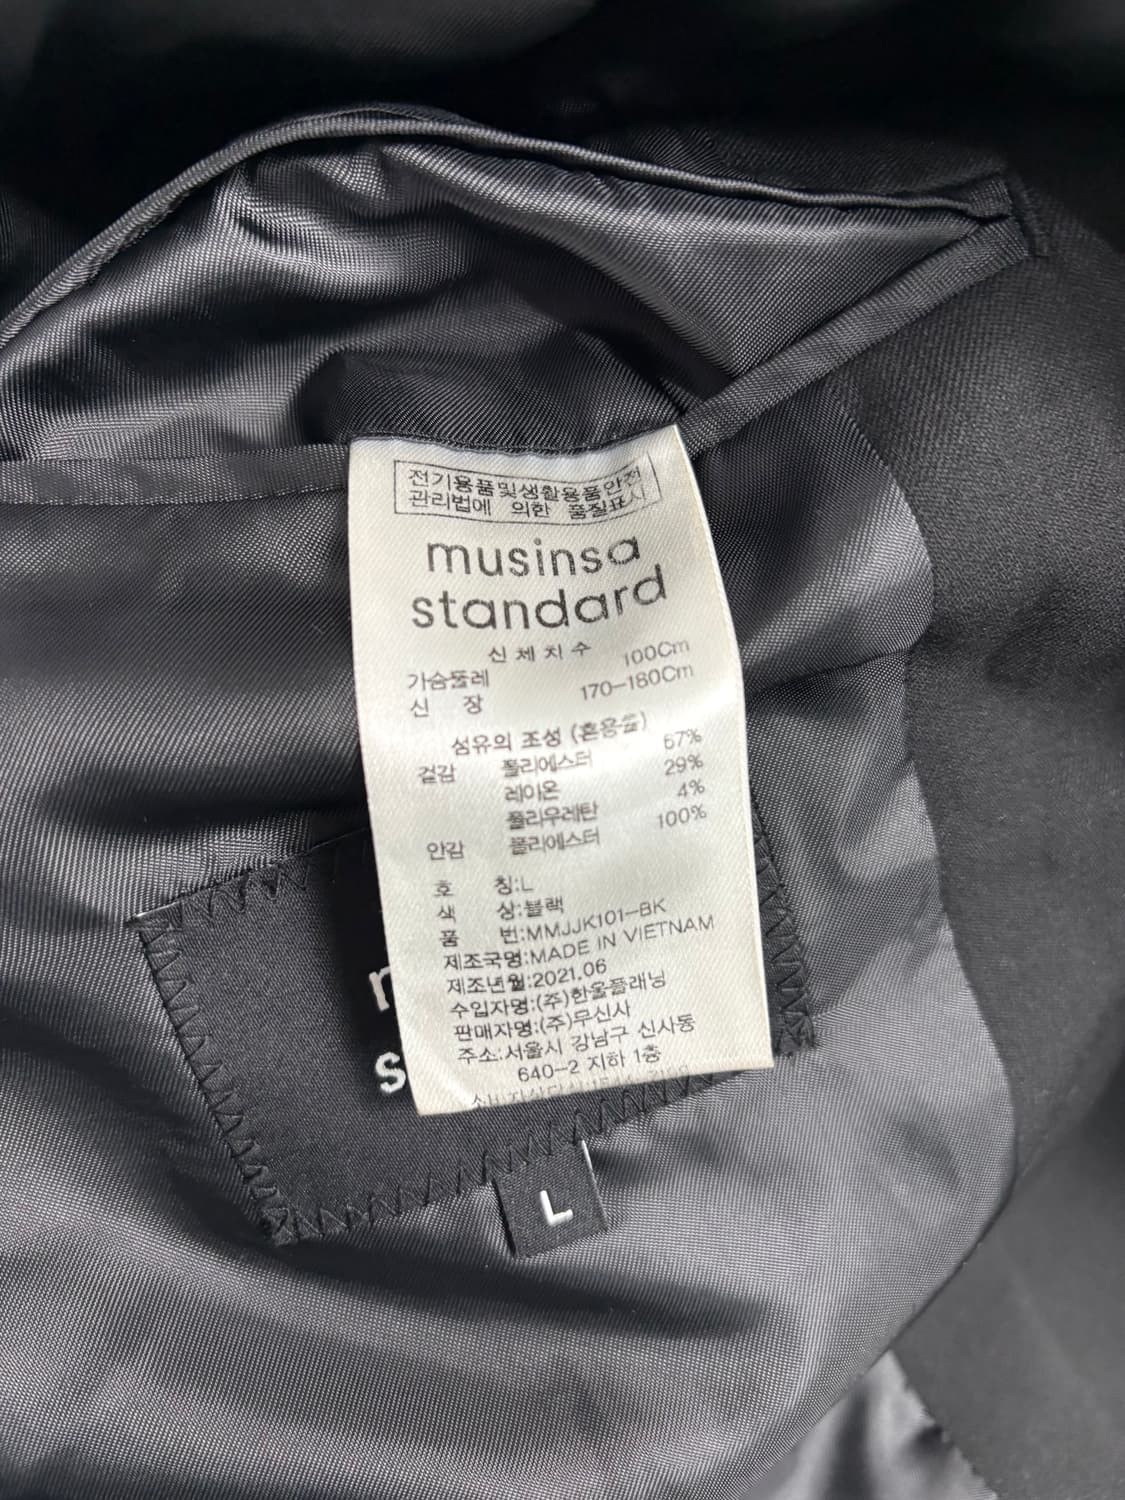 전기용품및생활용품안전
관리법에 의한 품질표시
musinsa
standard
신체치수
가슴둘레 100Cm
신 장 170-180Cm
섬유의 조성 (혼용율)
겉감 폴리에스터 67%
레이온 29%
폴리우레탄 4%
안감 폴리에스터 100%
호 칭:L
색 상:블랙
품 번:MMJJK101-BK
제조국명:MADE IN VIETNAM
제조년월:2021.06
수입자명:(주)한울플래닝
판매자명:(주)무신사
주소:서울시 강남구 신사동
640-2 지하 1층
L